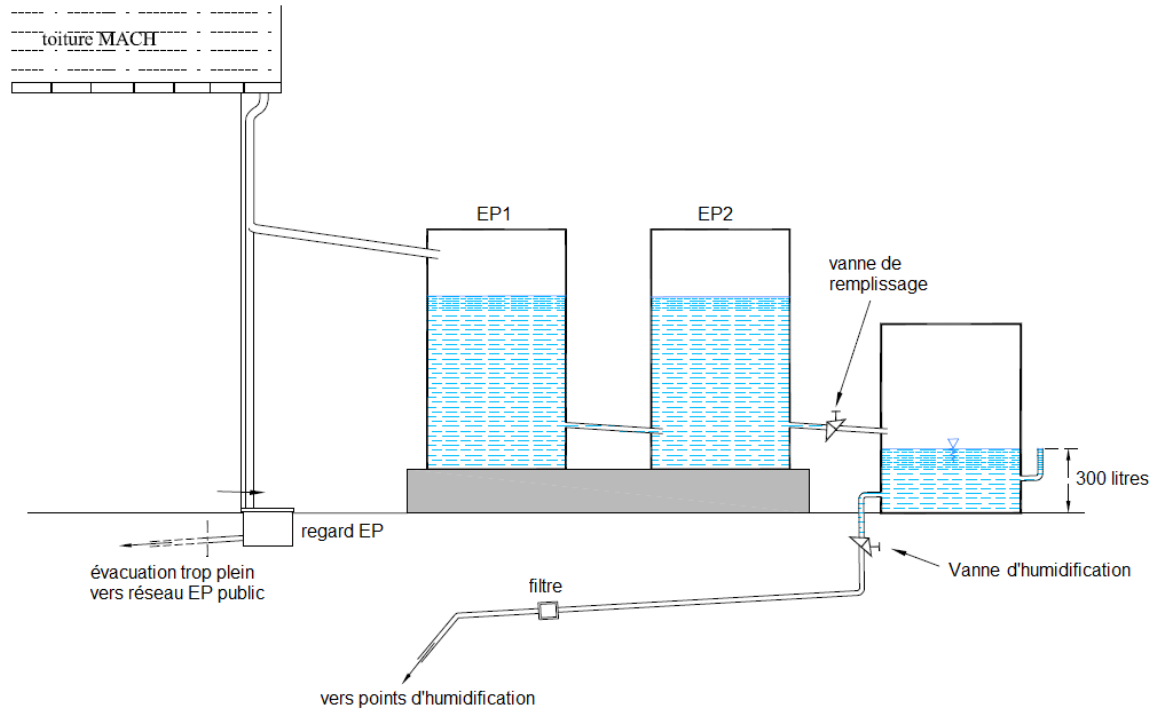 toiture MACH
EP1
EP2
vanne de
remplissage
300 litres
regard EP
évacuation trop plein
vers réseau EP public
filtre
Vanne d'humidification
vers points d'humidification